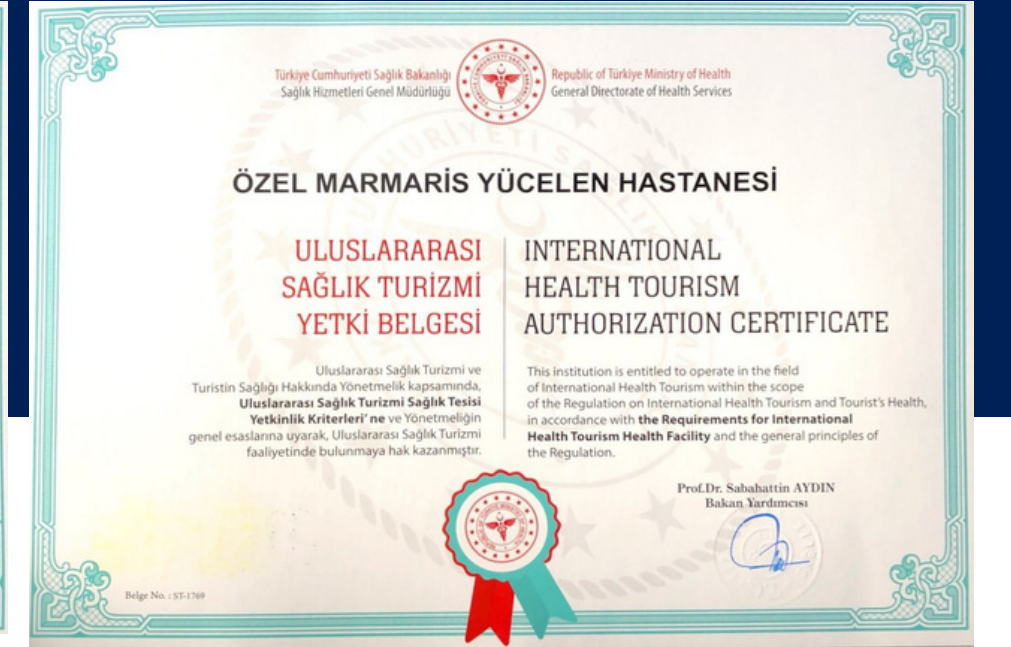 Türkiye Cumhuriyeti Sağlık Bakanlığı
Sağlık Hizmetleri Genel Müdürlüğü
Republic of Türkiye Ministry of Health
General Directorate of Health Services
ÖZEL MARMARİS YÜCELEN HASTANESİ
ULUSLARARASI
SAĞLIK TURİZMİ
YETKİ BELGESİ
INTERNATIONAL
HEALTH TOURISM
AUTHORIZATION CERTIFICATE
Uluslararası Sağlık Turizmi ve
Turistin Sağlığı Hakkında Yönetmelik kapsamında,
Uluslararası Sağlık Turizmi Sağlık Tesisi
Yetkinlik Kriterleri' ne ve Yönetmeliğin
genel esaslarına uyarak, Uluslararası Sağlık Turizmi
faaliyetinde bulunmaya hak kazanmıştır.
This institution is entitled to operate in the field
of International Health Tourism within the scope
of the Regulation on International Health Tourism and Tourist's Health,
in accordance with the Requirements for International
Health Tourism Health Facility and the general principles of
the Regulation.
Prof.Dr. Sabahattin AYDIN
Bakan Yardımcısı
Belge No. : ST-1769